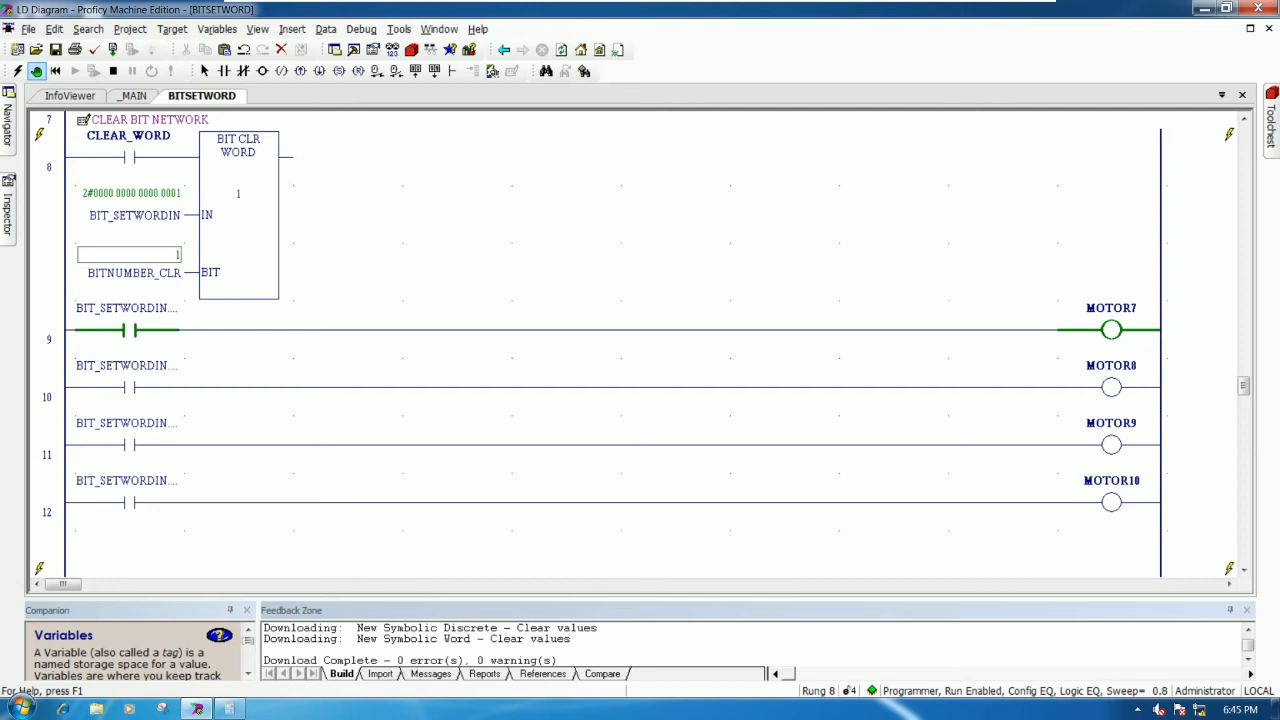 LD Diagram - Proficy Machine Edition - [BITSETWORD]
File Edit Search Project Target Variables View Insert Data Debug Tools Window Help
InfoViewer _MAIN BITSETWORD
Navigator
Inspector
Toolchest
7 CLEAR BIT NETWORK
CLEAR_WORD
BIT CLR
WORD
8
2#0000 0000 0000 0001
1
BIT_SETWORDIN IN
1
BITNUMBER_CLR BIT
BIT_SETWORDIN.... MOTOR7
9
BIT_SETWORDIN.... MOTOR8
10
BIT_SETWORDIN.... MOTOR9
11
BIT_SETWORDIN.... MOTOR10
12
Companion
Variables
A Variable (also called a tag) is a
named storage space for a value.
Variables are where you keep track
Feedback Zone
Downloading: New Symbolic Discrete - Clear values
Downloading: New Symbolic Word - Clear values
Download Complete - 0 error(s), 0 warning(s)
Build Import Messages Reports References Compare
For Help, press F1
Rung 8 4 Programmer, Run Enabled, Config EQ, Logic EQ, Sweep= 0.8 Administrator LOCAL
6:45 PM